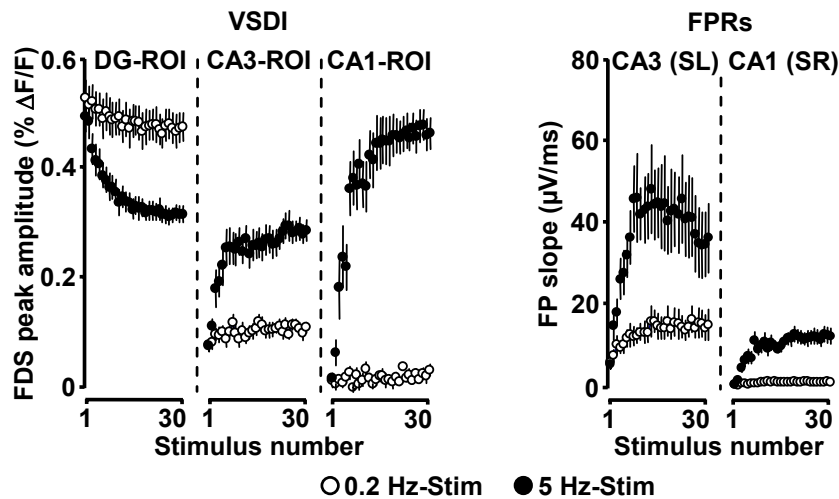 VSDI
FPRs
DG-ROI
CA3-ROI
CA1-ROI
CA3 (SL)
CA1 (SR)
FDS peak amplitude (% ΔF/F)
0.6
0.4
0.2
0
FP slope (µV/ms)
80
60
40
20
0
1 30 1 30 1 30
1 30 1 30
Stimulus number
Stimulus number
0.2 Hz-Stim 5 Hz-Stim